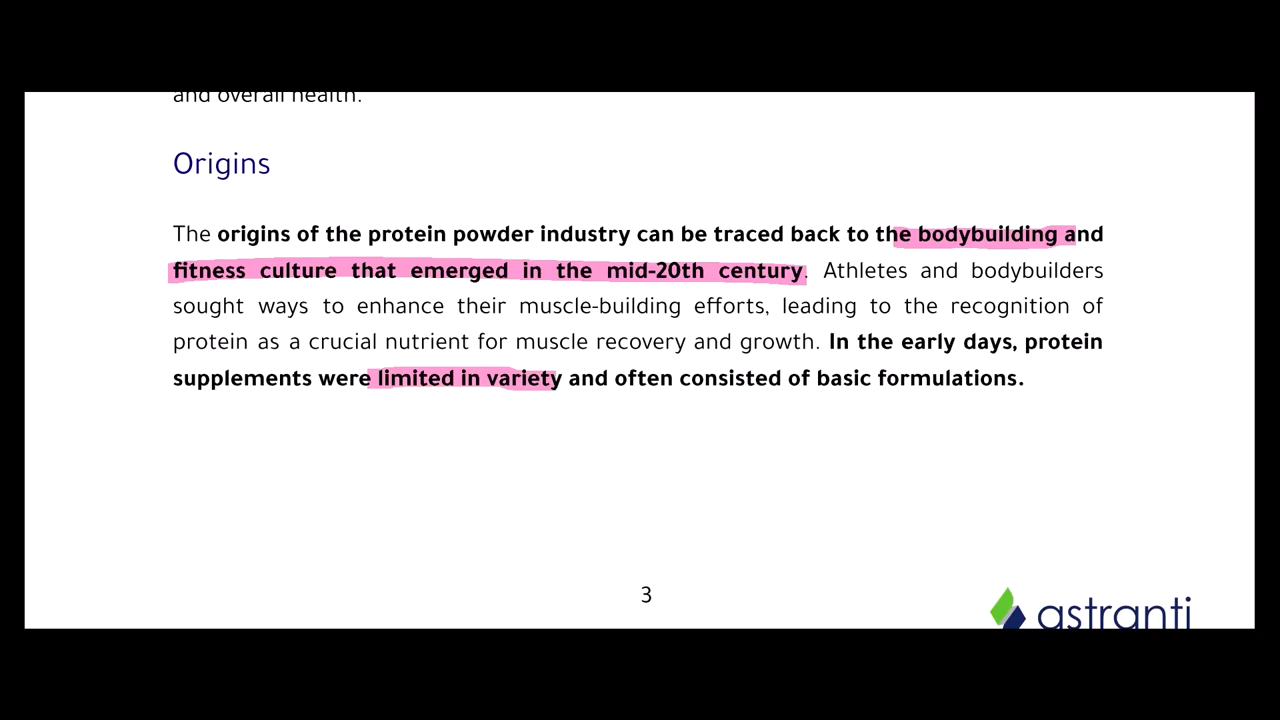 and overall health.
Origins
The origins of the protein powder industry can be traced back to the bodybuilding and
fitness culture that emerged in the mid-20th century. Athletes and bodybuilders
sought ways to enhance their muscle-building efforts, leading to the recognition of
protein as a crucial nutrient for muscle recovery and growth. In the early days, protein
supplements were limited in variety and often consisted of basic formulations.
3
astranti